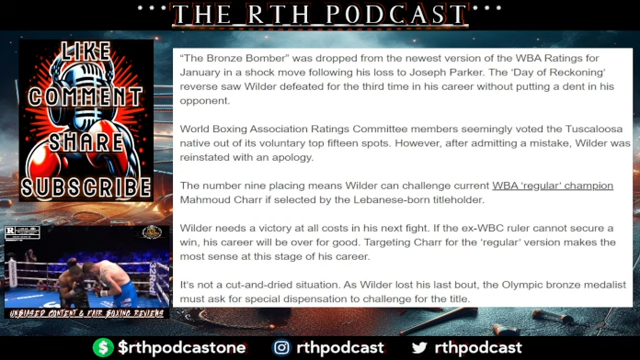 ***THE RTH PODCAST***
LIKE
COMMENT
SHARE
SUBSCRIBE
“The Bronze Bomber” was dropped from the newest version of the WBA Ratings for
January in a shock move following his loss to Joseph Parker. The ‘Day of Reckoning’
reverse saw Wilder defeated for the third time in his career without putting a dent in his
opponent.
World Boxing Association Ratings Committee members seemingly voted the Tuscaloosa
native out of its voluntary top fifteen spots. However, after admitting a mistake, Wilder was
reinstated with an apology.
The number nine placing means Wilder can challenge current WBA ‘regular’ champion
Mahmoud Charr if selected by the Lebanese-born titleholder.
Wilder needs a victory at all costs in his next fight. If the ex-WBC ruler cannot secure a
win, his career will be over for good. Targeting Charr for the ‘regular’ version makes the
most sense at this stage of his career.
It’s not a cut-and-dried situation. As Wilder lost his last bout, the Olympic bronze medalist
must ask for special dispensation to challenge for the title.
UNBIASED CONTENT & FAIR BOXING REVIEWS
$rthpodcastone
rthpodcast
rthpodcast